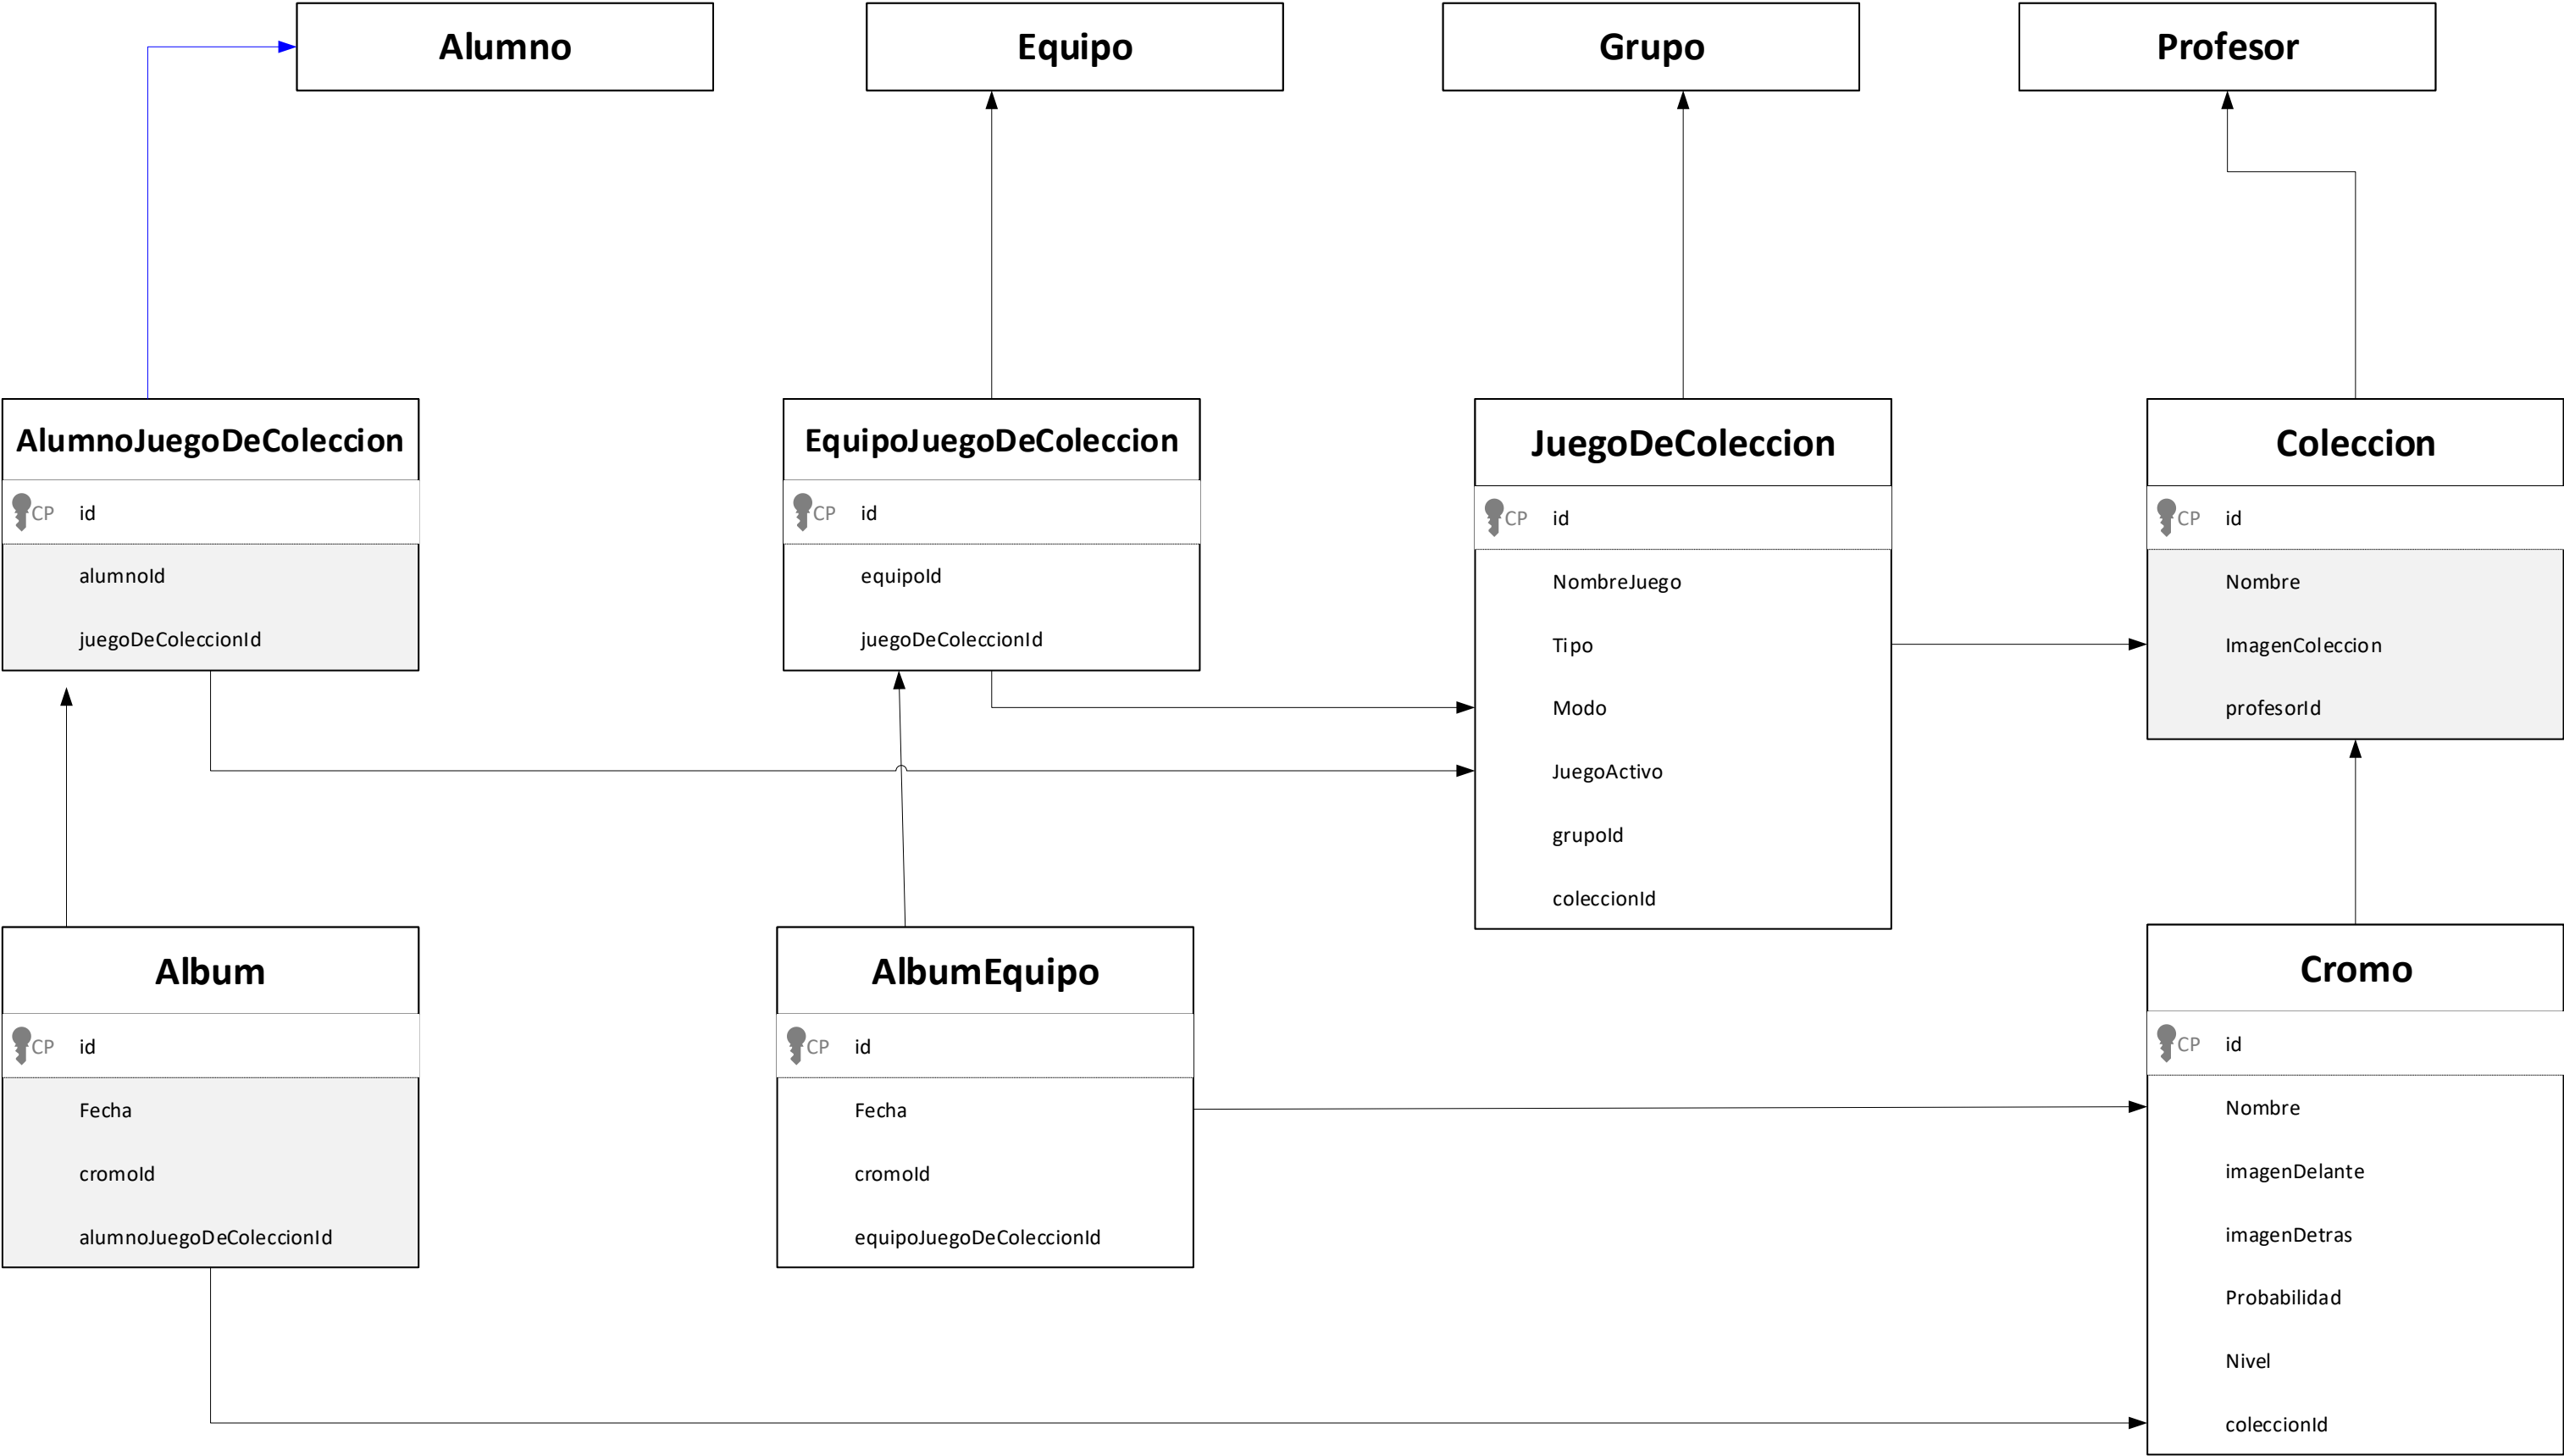 Alumno
Equipo
Grupo
Profesor
AlumnoJuegoDeColeccion
CP id
alumnoId
juegoDeColeccionId
EquipoJuegoDeColeccion
CP id
equipoId
juegoDeColeccionId
JuegoDeColeccion
CP id
NombreJuego
Tipo
Modo
JuegoActivo
grupoId
coleccionId
Coleccion
CP id
Nombre
ImagenColeccion
profesorId
Album
CP id
Fecha
cromoId
alumnoJuegoDeColeccionId
AlbumEquipo
CP id
Fecha
cromoId
equipoJuegoDeColeccionId
Cromo
CP id
Nombre
imagenDelante
imagenDetras
Probabilidad
Nivel
coleccionId